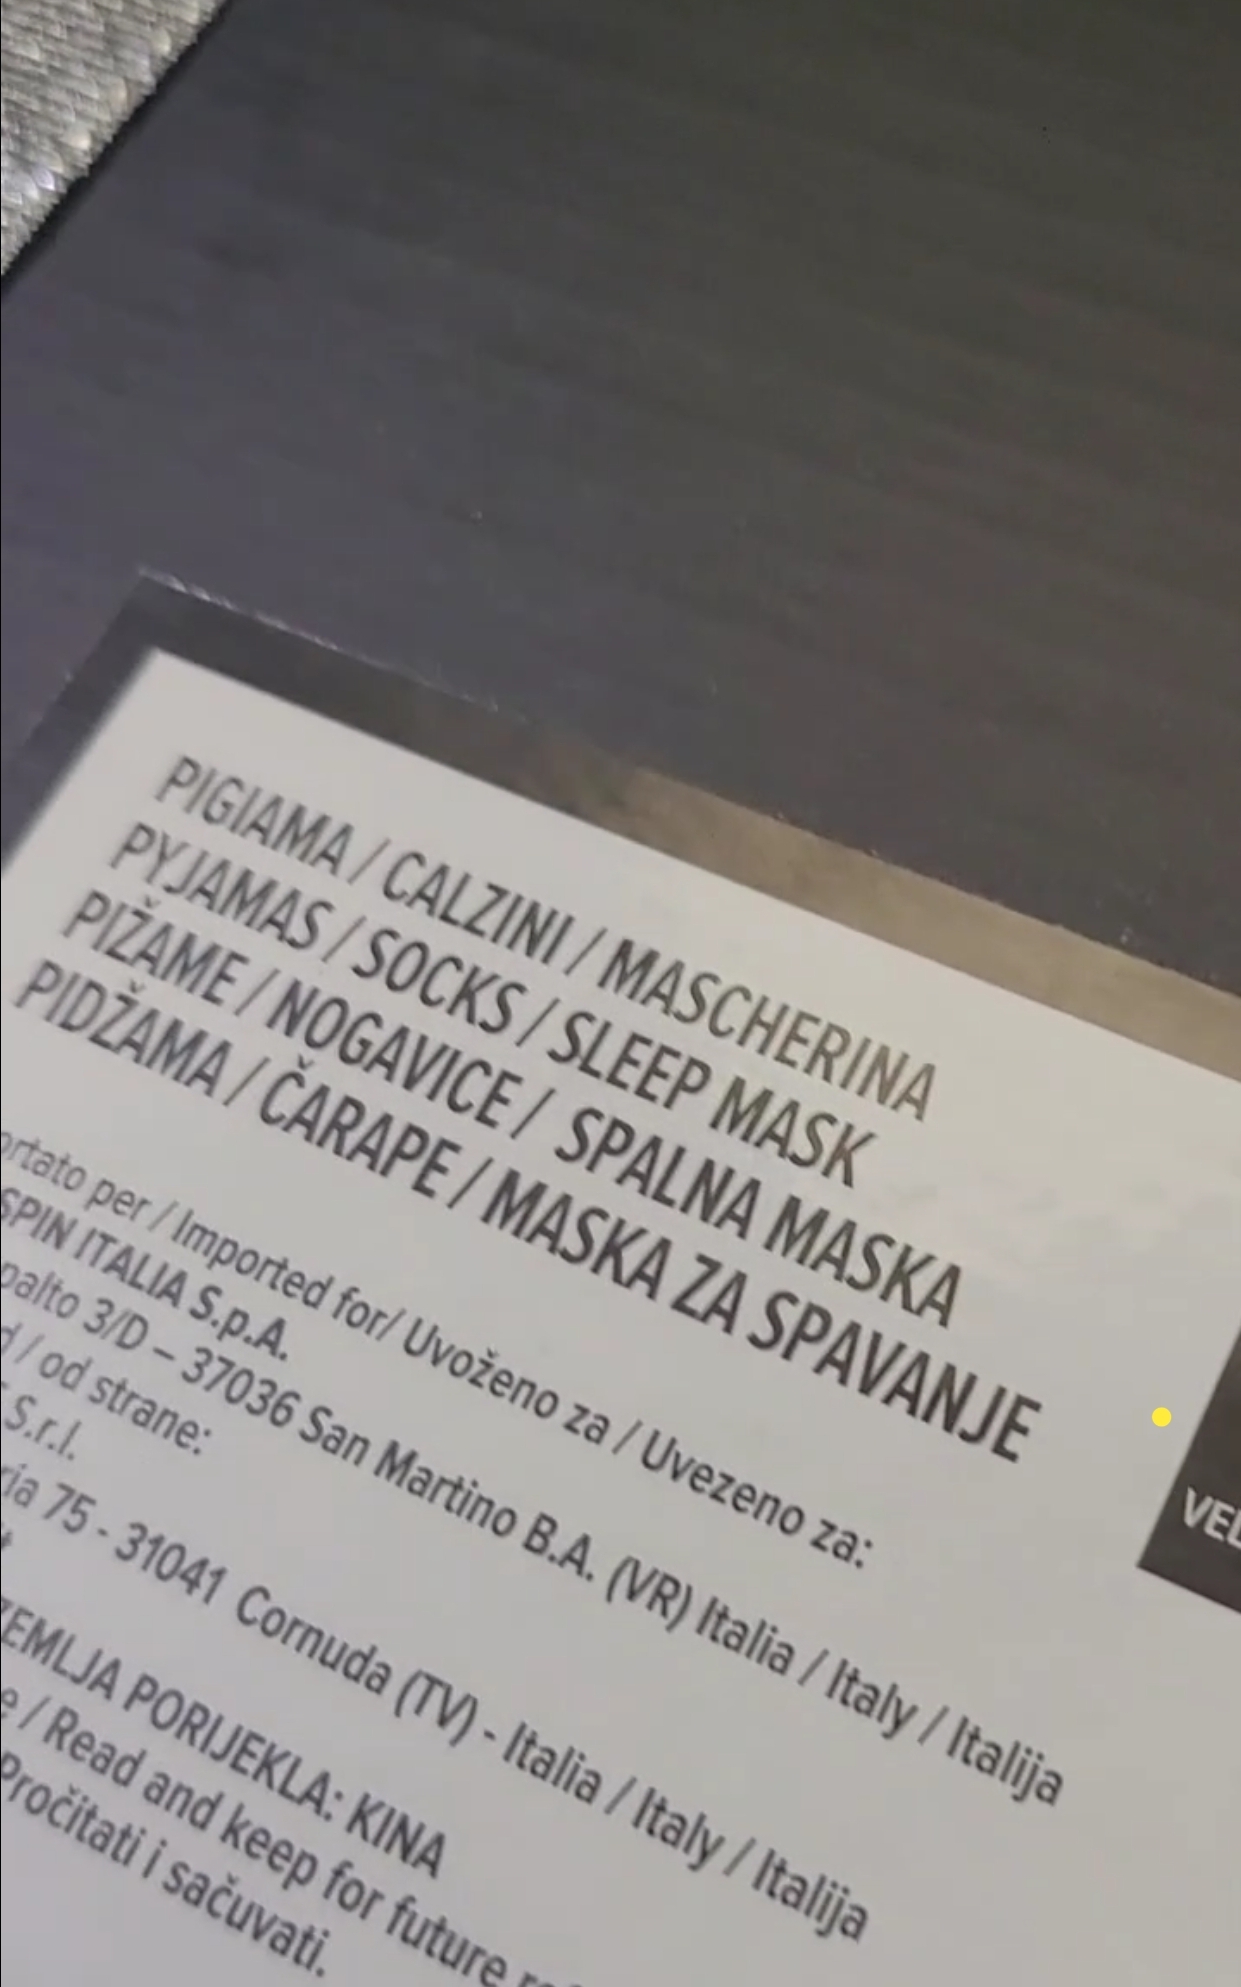 PIGIAMA / CALZINI / MASCHERINA
PYJAMAS / SOCKS / SLEEP MASK
PIŽAME / NOGAVICE / SPALNA MASKA
PIDŽAMA / ČARAPE / MASKA ZA SPAVANJE
ortato per / Imported for/ Uvoženo za / Uvezeno za:
SPIN ITALIA S.p.A.
palto 3/D – 37036 San Martino B.A. (VR) Italia / Italy / Italija
d / od strane:
S.r.l.
ria 75 - 31041 Cornuda (TV) - Italia / Italy / Italija
ZEMLJA PORIJEKLA: KINA
e / Read and keep for future
Pročitati i sačuvati.
VEL